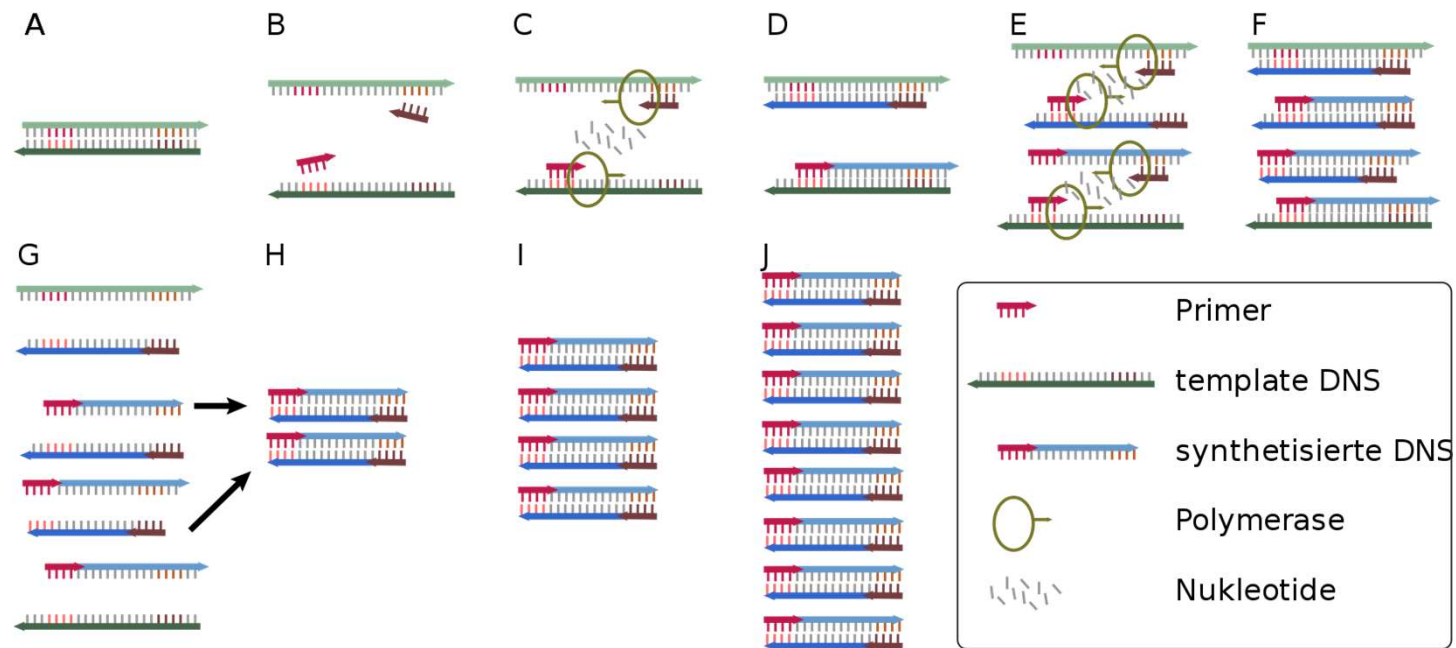 A
B
C
D
E
F
G
H
I
J
Primer
template DNS
synthetisierte DNS
Polymerase
Nukleotide